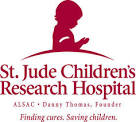 St. Jude Children's
Research Hospital
ALSAC • Danny Thomas, Founder
Finding cures. Saving children.